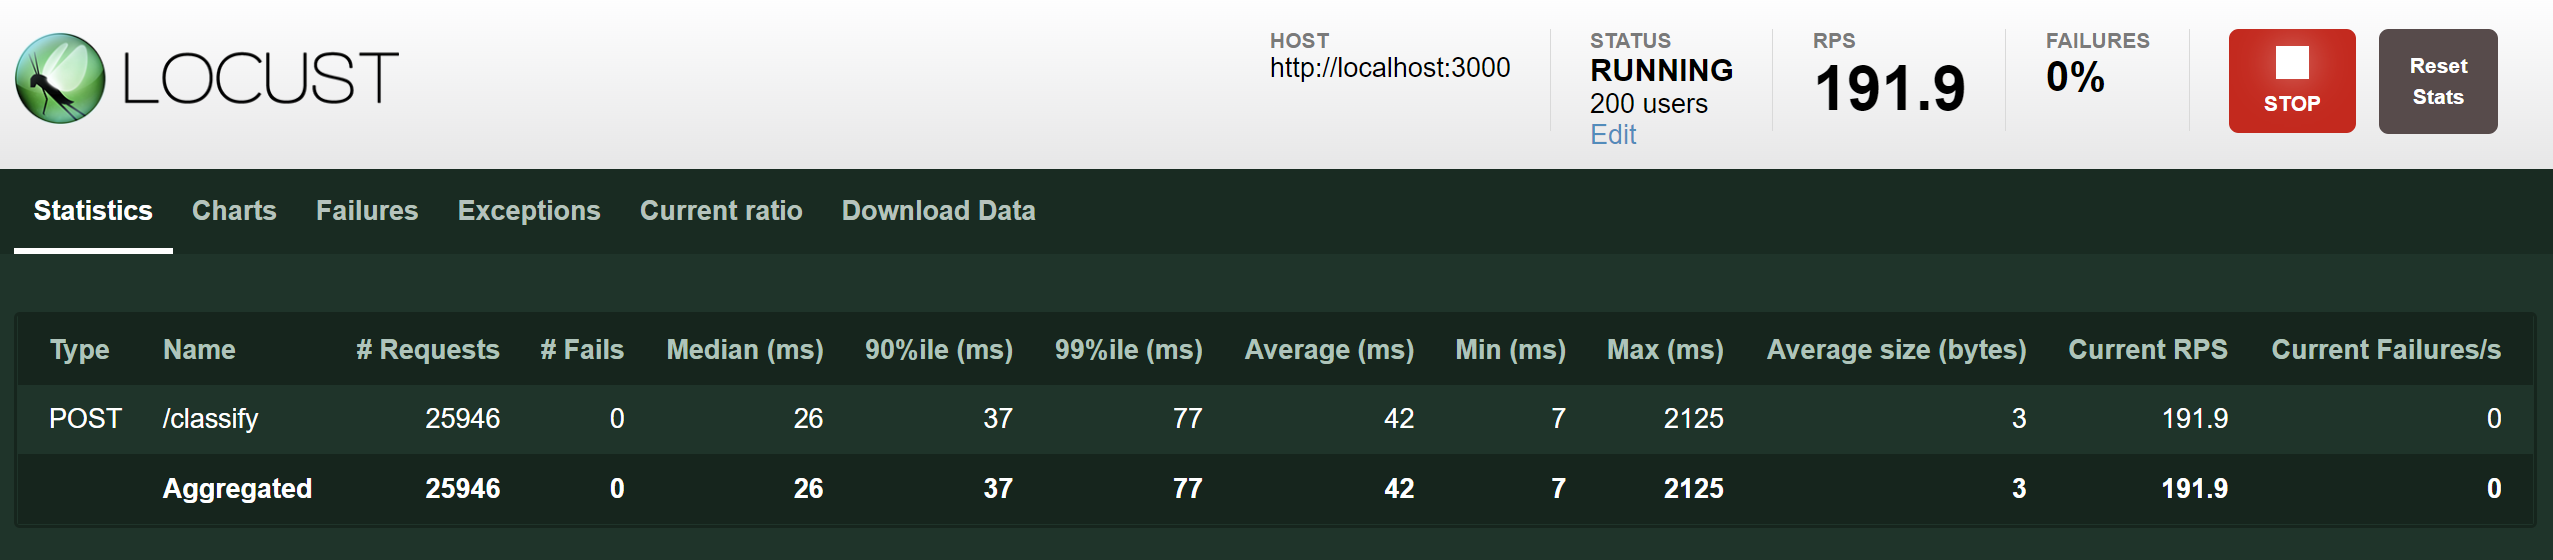 LOCUST
HOST
http://localhost:3000
STATUS
RUNNING
200 users
Edit
RPS
191.9
FAILURES
0%
STOP
Reset
Stats
Statistics Charts Failures Exceptions Current ratio Download Data
Type Name # Requests # Fails Median (ms) 90%ile (ms) 99%ile (ms) Average (ms) Min (ms) Max (ms) Average size (bytes) Current RPS Current Failures/s
POST /classify 25946 0 26 37 77 42 7 2125 3 191.9 0
Aggregated 25946 0 26 37 77 42 7 2125 3 191.9 0